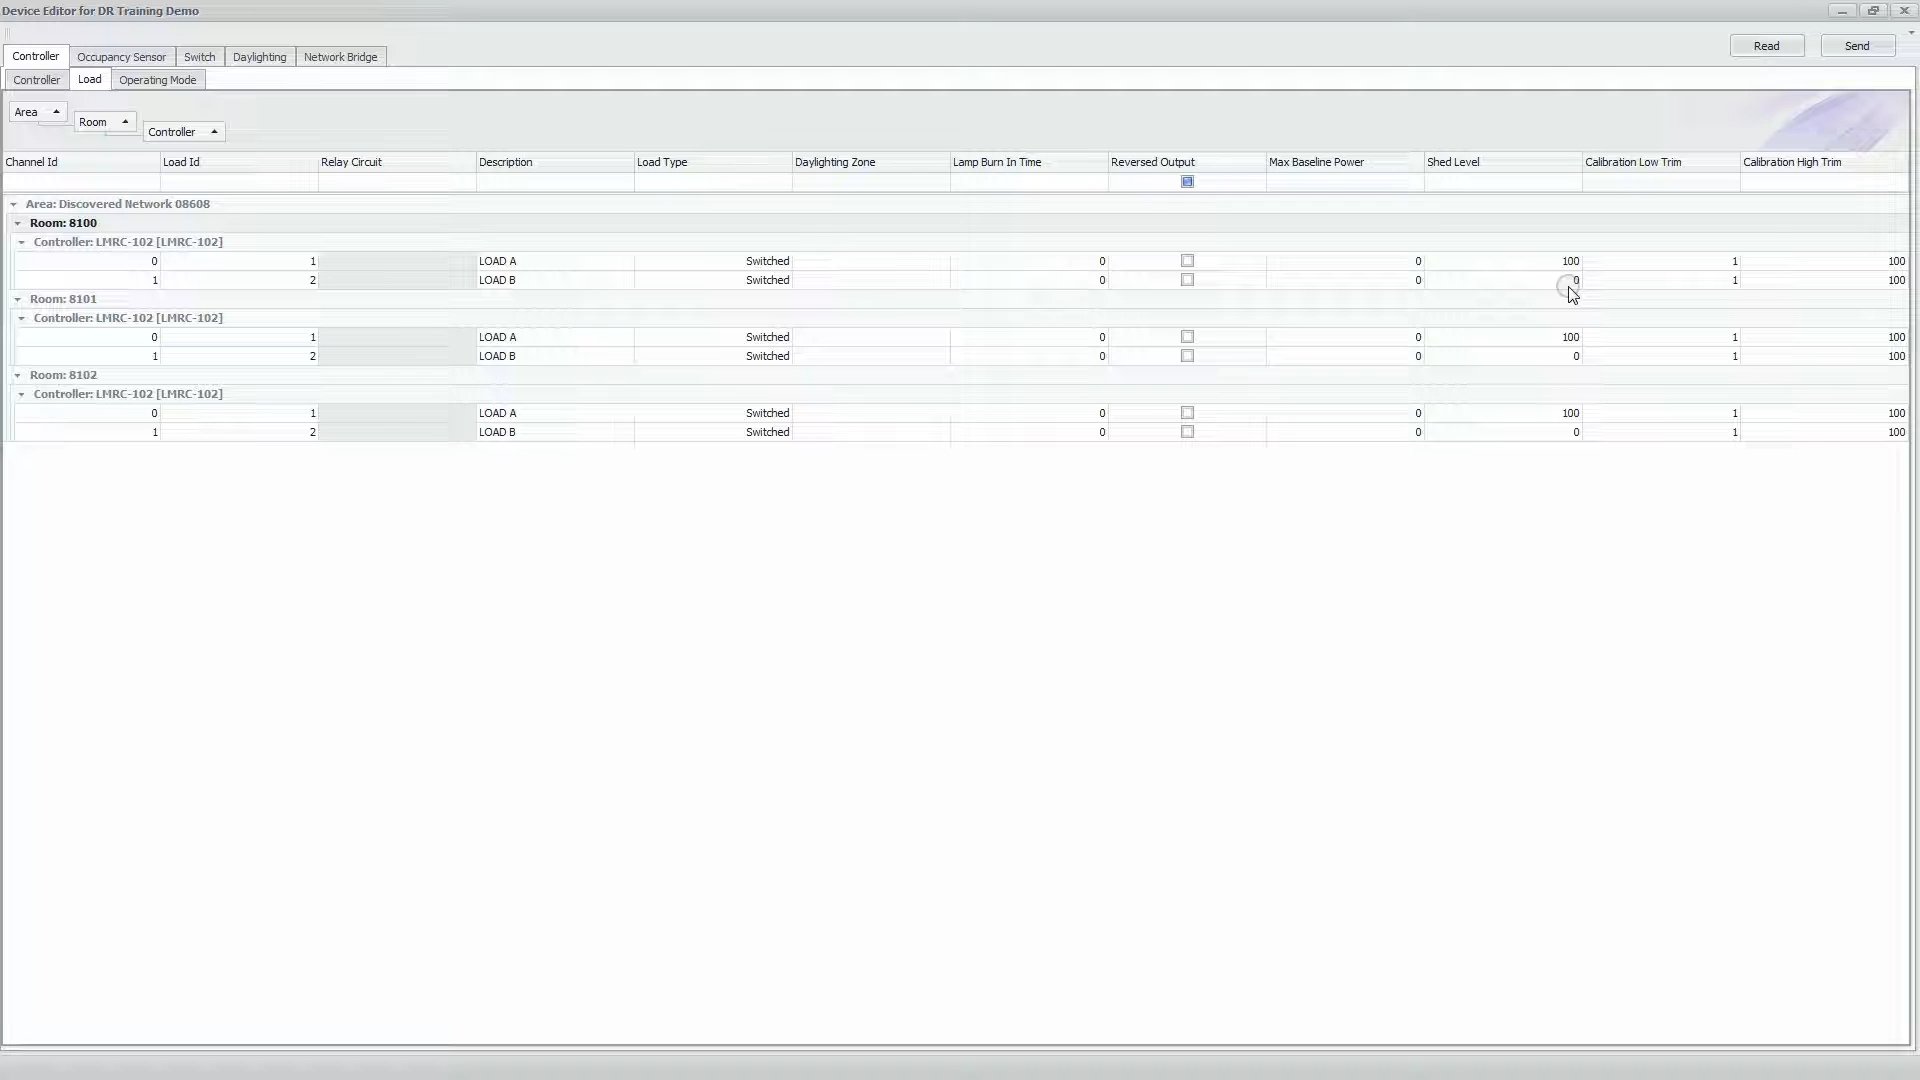 Device Editor for DR Training Demo
Controller Occupancy Sensor Switch Daylighting Network Bridge Read Send
Controller Load Operating Mode
Area
Room
Controller
Channel Id Load Id Relay Circuit Description Load Type Daylighting Zone Lamp Burn In Time Reversed Output Max Baseline Power Shed Level Calibration Low Trim Calibration High Trim
Area: Discovered Network 08608
Room: 8100
Controller: LMRC-102 [LMRC-102]
0 1 LOAD A Switched 0 0 100 1 100
1 2 LOAD B Switched 0 0 0 1 100
Room: 8101
Controller: LMRC-102 [LMRC-102]
0 1 LOAD A Switched 0 0 100 1 100
1 2 LOAD B Switched 0 0 0 1 100
Room: 8102
Controller: LMRC-102 [LMRC-102]
0 1 LOAD A Switched 0 0 100 1 100
1 2 LOAD B Switched 0 0 0 1 100